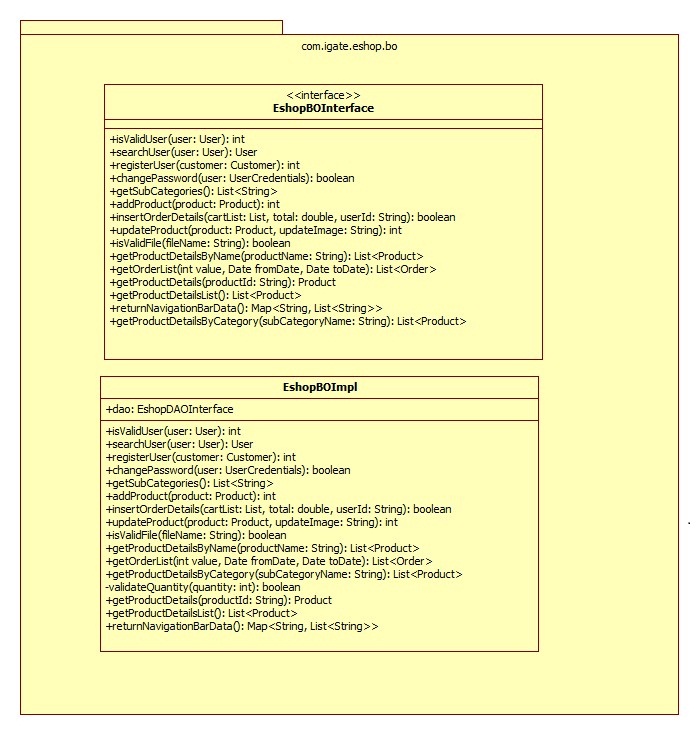 com.igate.eshop.bo
<<interface>>
EshopBOInterface
+isValidUser(user: User): int
+searchUser(user: User): User
+registerUser(customer: Customer): int
+changePassword(user: UserCredentials): boolean
+getSubCategories(): List<String>
+addProduct(product: Product): int
+insertOrderDetails(cartList: List, total: double, userId: String): boolean
+updateProduct(product: Product, updateImage: String): int
+isValidFile(fileName: String): boolean
+getProductDetailsByName(productName: String): List<Product>
+getOrderList(int value, Date fromDate, Date toDate): List<Order>
+getProductDetails(productId: String): Product
+getProductDetailsList(): List<Product>
+returnNavigationBarData(): Map<String, List<String>>
+getProductDetailsByCategory(subCategoryName: String): List<Product>
EshopBOImpl
+dao: EshopDAOInterface
+isValidUser(user: User): int
+searchUser(user: User): User
+registerUser(customer: Customer): int
+changePassword(user: UserCredentials): boolean
+getSubCategories(): List<String>
+addProduct(product: Product): int
+insertOrderDetails(cartList: List, total: double, userId: String): boolean
+updateProduct(product: Product, updateImage: String): int
+isValidFile(fileName: String): boolean
+getProductDetailsByName(productName: String): List<Product>
+getOrderList(int value, Date fromDate, Date toDate): List<Order>
+getProductDetailsByCategory(subCategoryName: String): List<Product>
-validateQuantity(quantity: int): boolean
+getProductDetails(productId: String): Product
+getProductDetailsList(): List<Product>
+returnNavigationBarData(): Map<String, List<String>>